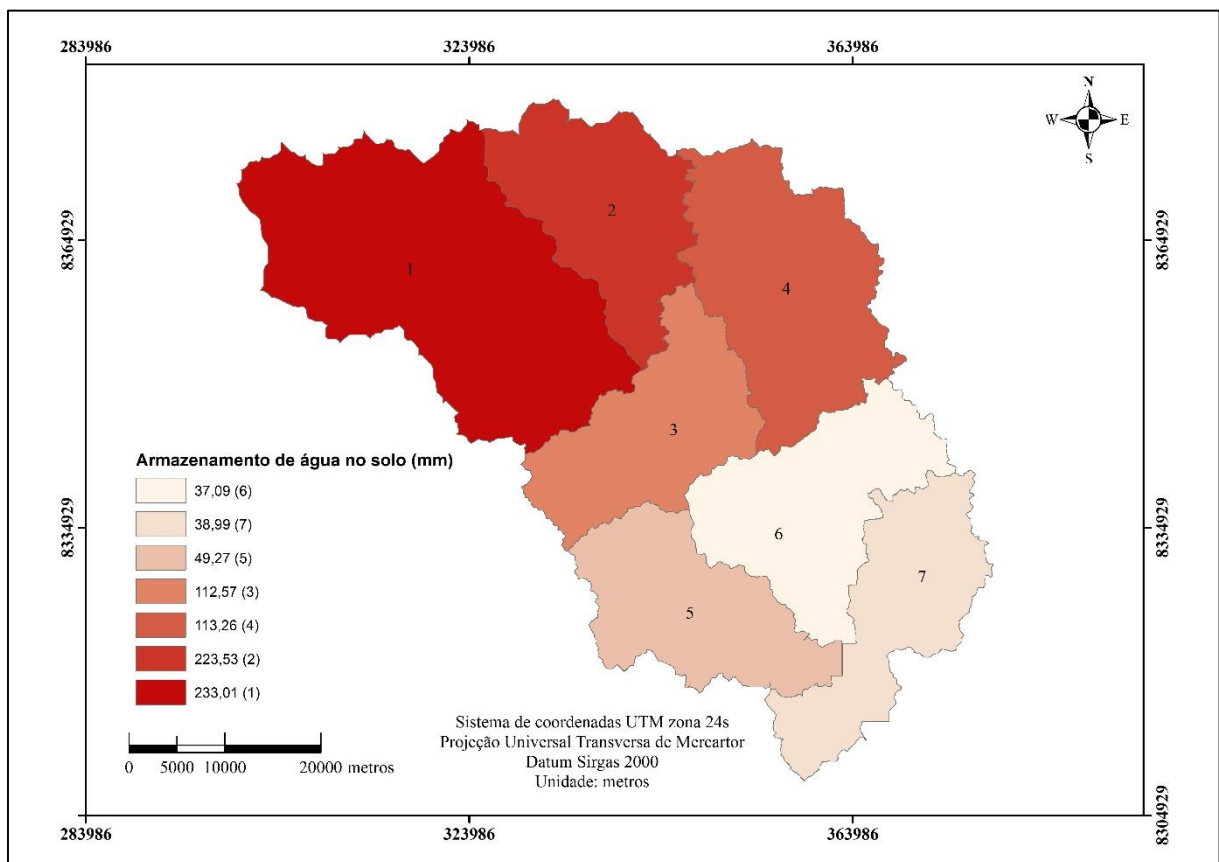 283986
323986
363986
N
W
E
S
8364929
8364929
1
2
4
3
6
7
5
8334929
8334929
Armazenamento de água no solo (mm)
37,09 (6)
38,99 (7)
49,27 (5)
112,57 (3)
113,26 (4)
223,53 (2)
233,01 (1)
0 5000 10000 20000 metros
Sistema de coordenadas UTM zona 24s
Projeção Universal Transversa de Mercartor
Datum Sirgas 2000
Unidade: metros
8304929
283986
323986
363986